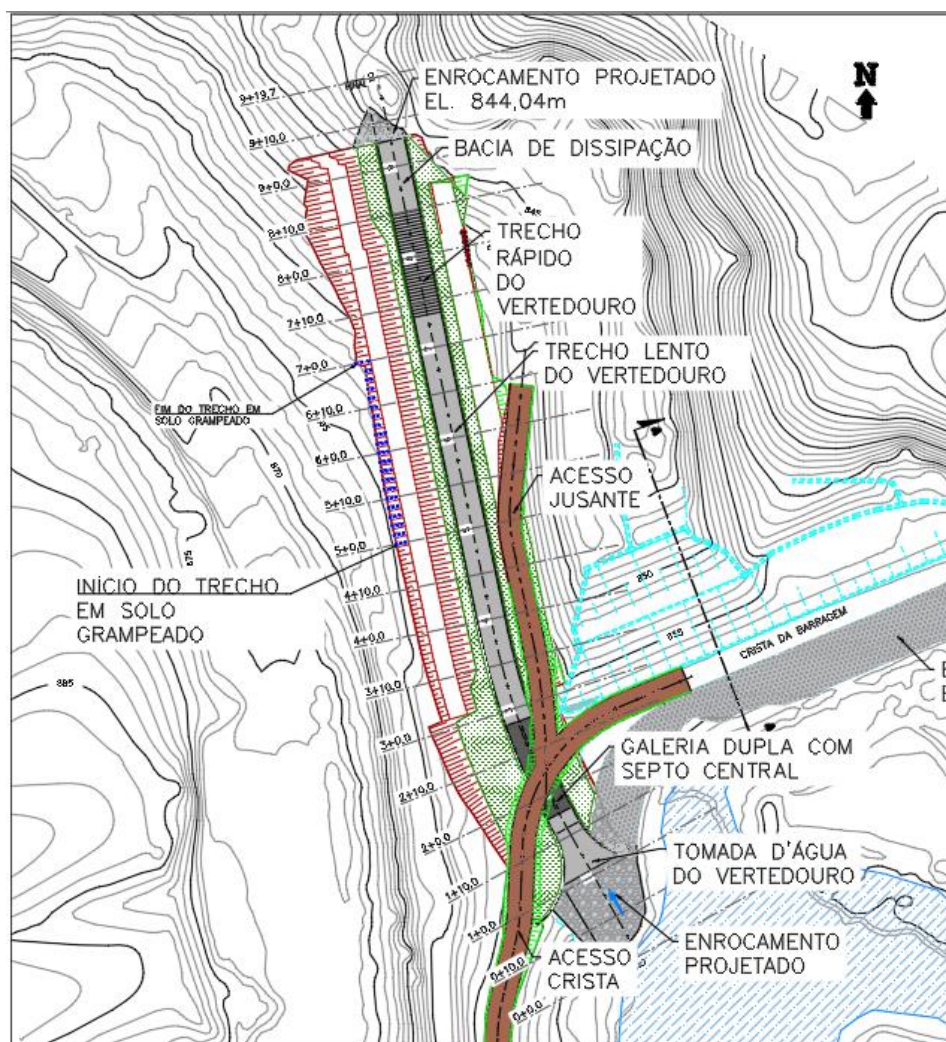 N
ENROCAMENTO PROJETADO
EL. 844,04m
BACIA DE DISSIPAÇÃO
TRECHO
RÁPIDO
DO
VERTEDOURO
TRECHO LENTO
DO VERTEDOURO
FIM DO TRECHO EM
SOLO GRAMPEADO
ACESSO
JUSANTE
INÍCIO DO TRECHO
EM SOLO
GRAMPEADO
CRISTA DA BARRAGEM
GALERIA DUPLA COM
SEPTO CENTRAL
TOMADA D'ÁGUA
DO VERTEDOURO
ENROCAMENTO
PROJETADO
ACESSO
CRISTA
9+19,7
9+10,0
9+0,0
8+10,0
8+0,0
7+10,0
7+0,0
6+10,0
6+0,0
5+10,0
5+0,0
4+10,0
4+0,0
3+10,0
3+0,0
2+10,0
2+0,0
1+10,0
1+0,0
0+10,0
0+0,0
870
875
885
850
855